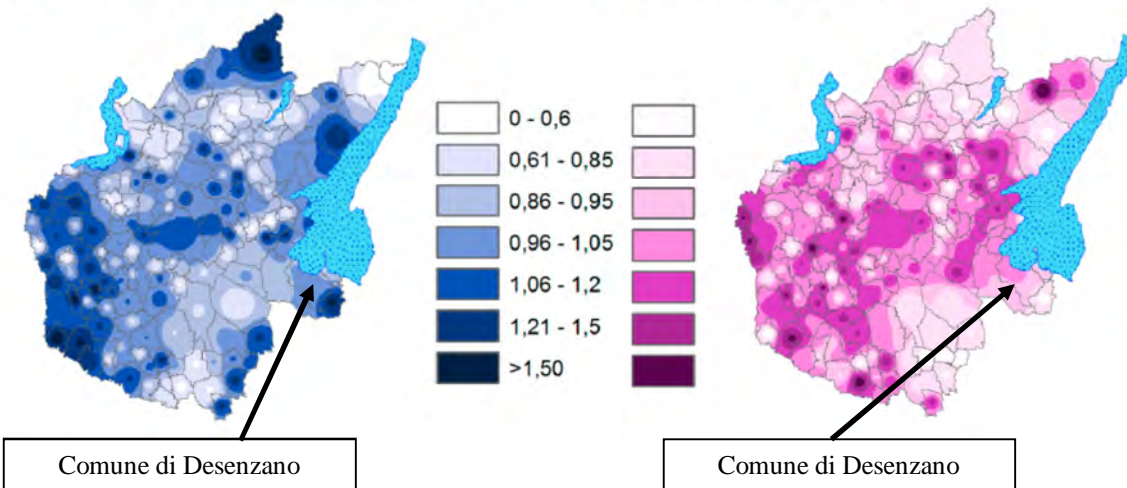 0 - 0,6
0,61 - 0,85
0,86 - 0,95
0,96 - 1,05
1,06 - 1,2
1,21 - 1,5
>1,50
Comune di Desenzano
Comune di Desenzano